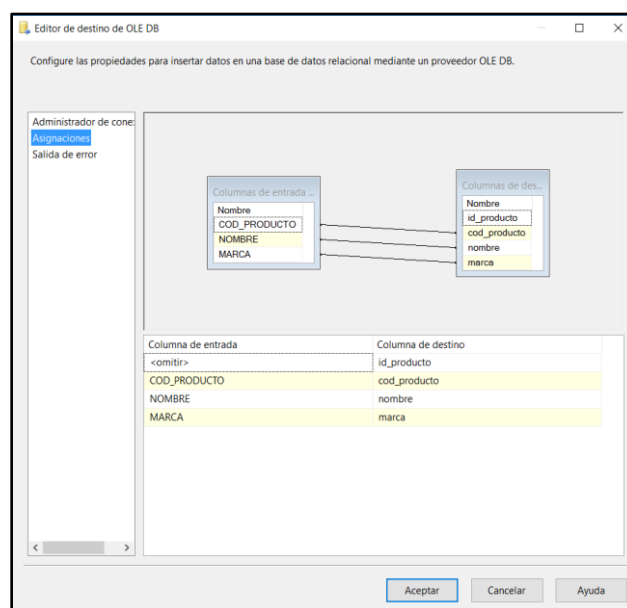 Editor de destino de OLE DB
Configure las propiedades para insertar datos en una base de datos relacional mediante un proveedor OLE DB.
Administrador de cone
Asignaciones
Salida de error
Columnas de entrada ...
Nombre
COD_PRODUCTO
NOMBRE
MARCA
Columnas de des...
Nombre
id_producto
cod_producto
nombre
marca
Columna de entrada Columna de destino
<omitir> id_producto
COD_PRODUCTO cod_producto
NOMBRE nombre
MARCA marca
Aceptar Cancelar Ayuda